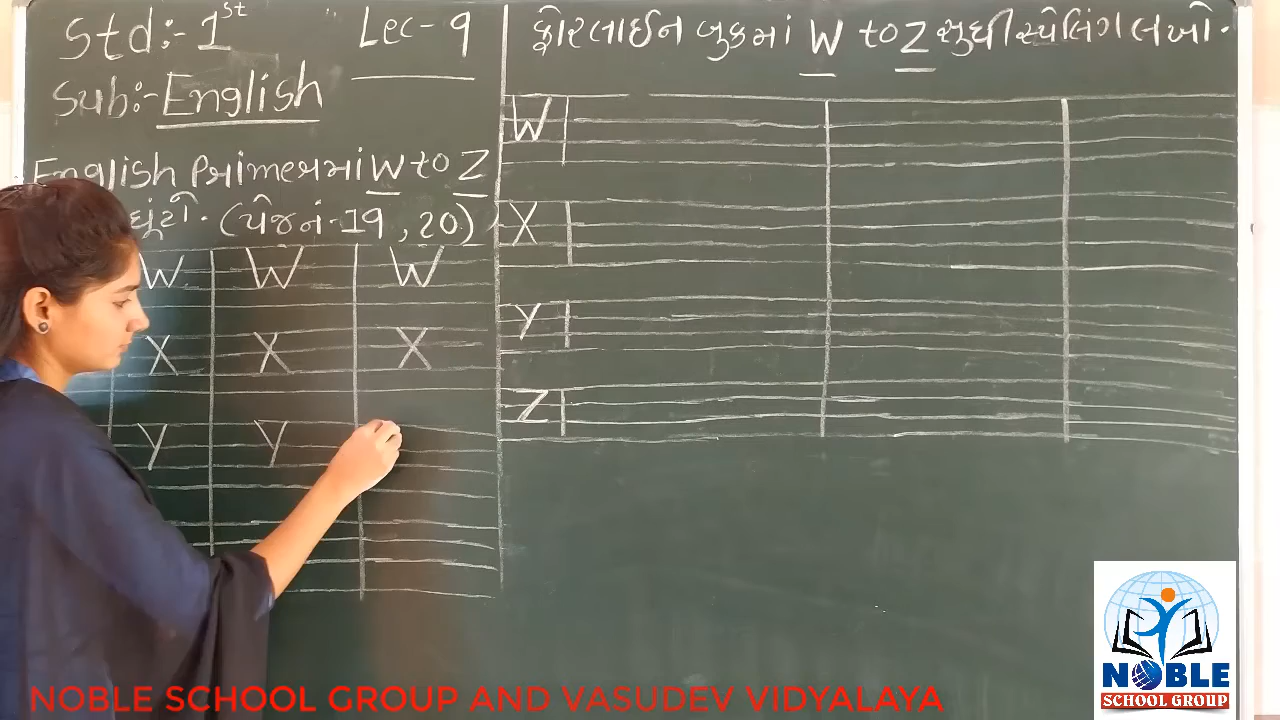 Std:- 1st Lec- 9
Sub:- English
English પ્રાઈમરમાં W to Z
ઘૂંટો. (પેજનં-19, 20)
W W W
X X X
Y Y
ફોરલાઈન બુકમાં W to Z સુધી સ્પેલિંગ લખો.
W
X
Y
Z
NOBLE
SCHOOL GROUP
NOBLE SCHOOL GROUP AND VASUDEV VIDYALAYA